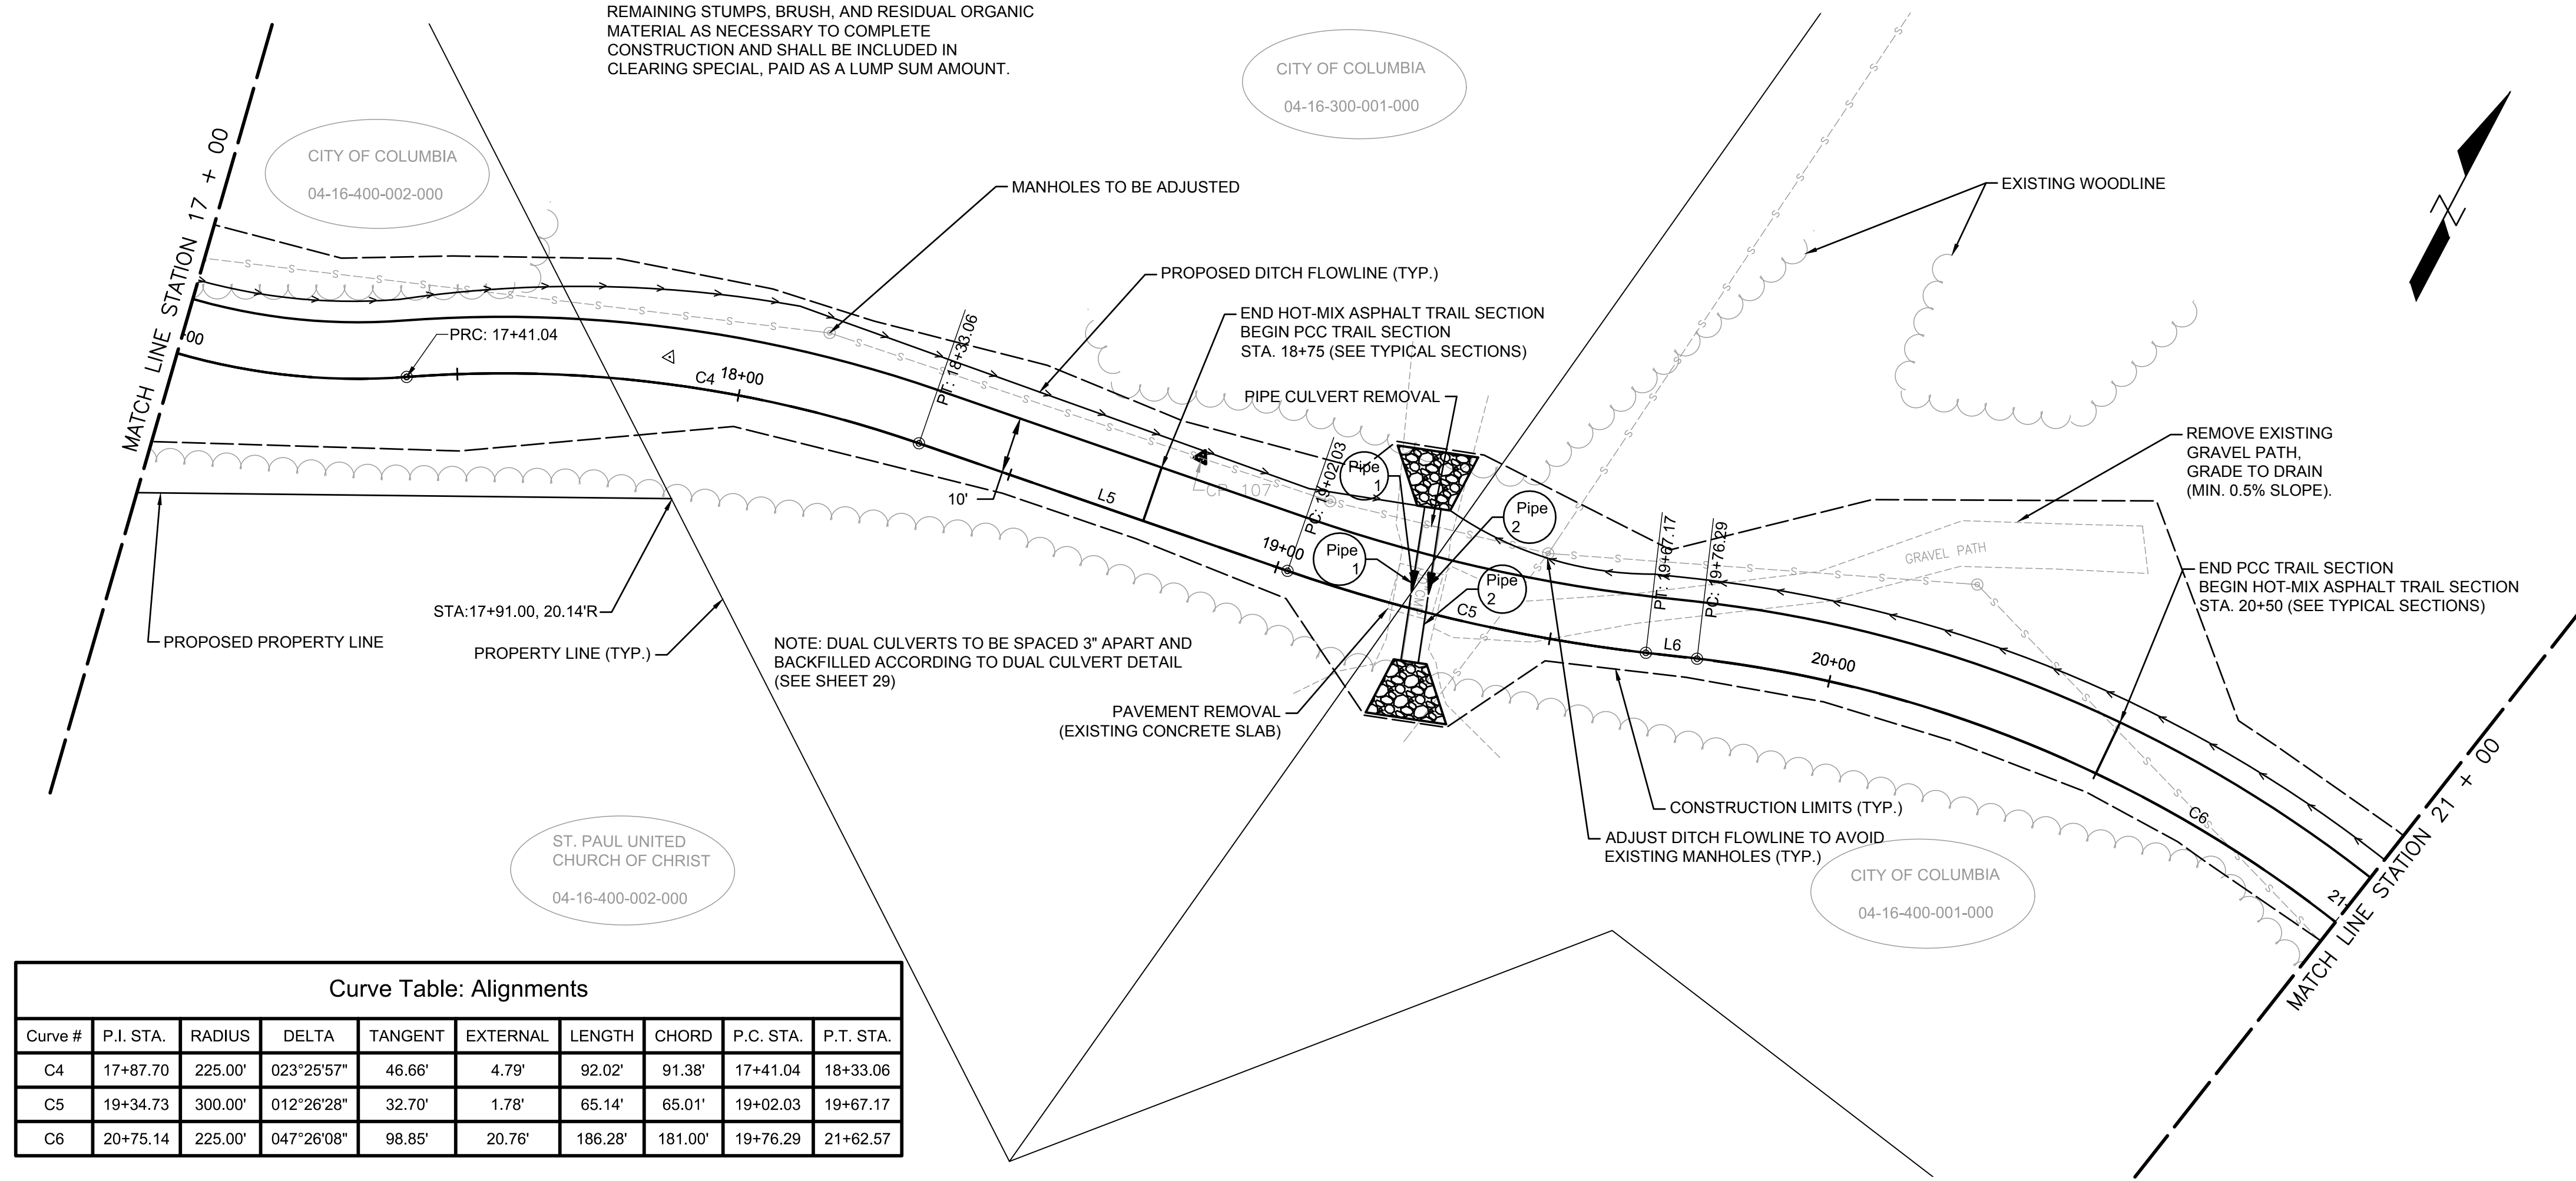 REMAINING STUMPS, BRUSH, AND RESIDUAL ORGANIC
MATERIAL AS NECESSARY TO COMPLETE
CONSTRUCTION AND SHALL BE INCLUDED IN
CLEARING SPECIAL, PAID AS A LUMP SUM AMOUNT.
CITY OF COLUMBIA
04-16-300-001-000
CITY OF COLUMBIA
04-16-400-002-000
MATCH LINE STATION 17 + 00
MANHOLES TO BE ADJUSTED
EXISTING WOODLINE
Z
PROPOSED DITCH FLOWLINE (TYP.)
END HOT-MIX ASPHALT TRAIL SECTION
BEGIN PCC TRAIL SECTION
STA. 18+75 (SEE TYPICAL SECTIONS)
+00
PRC: 17+41.04
C4
18+00
PT: 18+33.06
PIPE CULVERT REMOVAL
REMOVE EXISTING
GRAVEL PATH,
GRADE TO DRAIN
(MIN. 0.5% SLOPE).
10'
L5
CP 107
PC: 19+02.03
Pipe
1
Pipe
2
19+00
Pipe
1
Pipe
2
C5
PT: 19+67.17
PC: 19+76.29
L6
GRAVEL PATH
END PCC TRAIL SECTION
BEGIN HOT-MIX ASPHALT TRAIL SECTION
STA. 20+50 (SEE TYPICAL SECTIONS)
STA:17+91.00, 20.14'R
PROPOSED PROPERTY LINE
PROPERTY LINE (TYP.)
NOTE: DUAL CULVERTS TO BE SPACED 3" APART AND
BACKFILLED ACCORDING TO DUAL CULVERT DETAIL
(SEE SHEET 29)
20+00
PAVEMENT REMOVAL
(EXISTING CONCRETE SLAB)
CONSTRUCTION LIMITS (TYP.)
ADJUST DITCH FLOWLINE TO AVOID
EXISTING MANHOLES (TYP.)
C6
21
MATCH LINE STATION 21 + 00
ST. PAUL UNITED
CHURCH OF CHRIST
04-16-400-002-000
CITY OF COLUMBIA
04-16-400-001-000
Curve Table: Alignments
Curve # P.I. STA. RADIUS DELTA TANGENT EXTERNAL LENGTH CHORD P.C. STA. P.T. STA.
C4 17+87.70 225.00' 023°25'57" 46.66' 4.79' 92.02' 91.38' 17+41.04 18+33.06
C5 19+34.73 300.00' 012°26'28" 32.70' 1.78' 65.14' 65.01' 19+02.03 19+67.17
C6 20+75.14 225.00' 047°26'08" 98.85' 20.76' 186.28' 181.00' 19+76.29 21+62.57